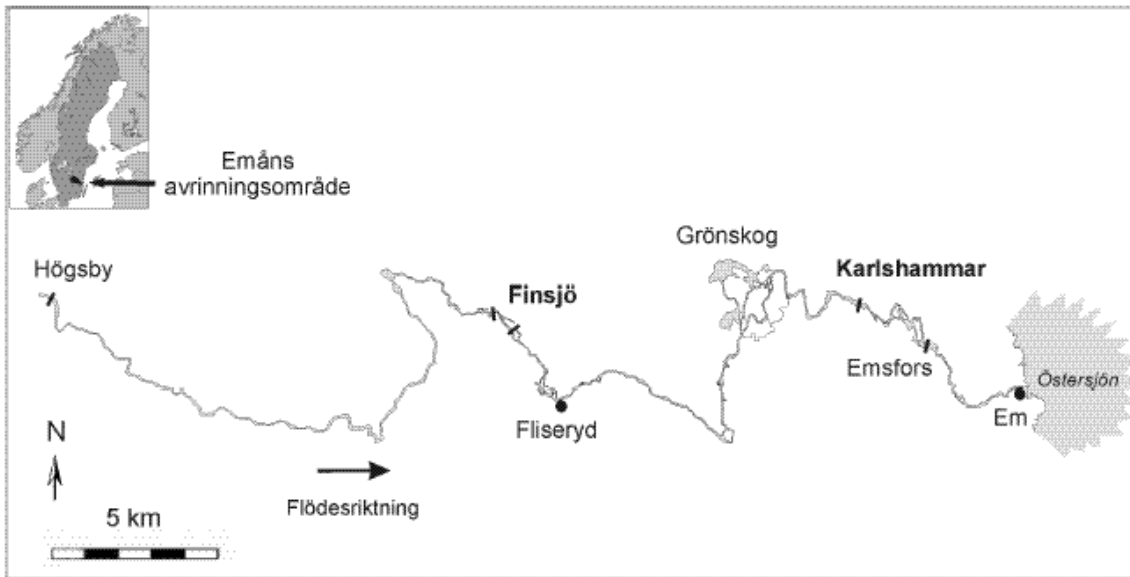 Emåns
avrinningsområde
Högsby
Grönskog
Karlshammar
Finsjö
Emsfors
Östersjön
Em
Fliseryd
N
Flödesriktning
5 km